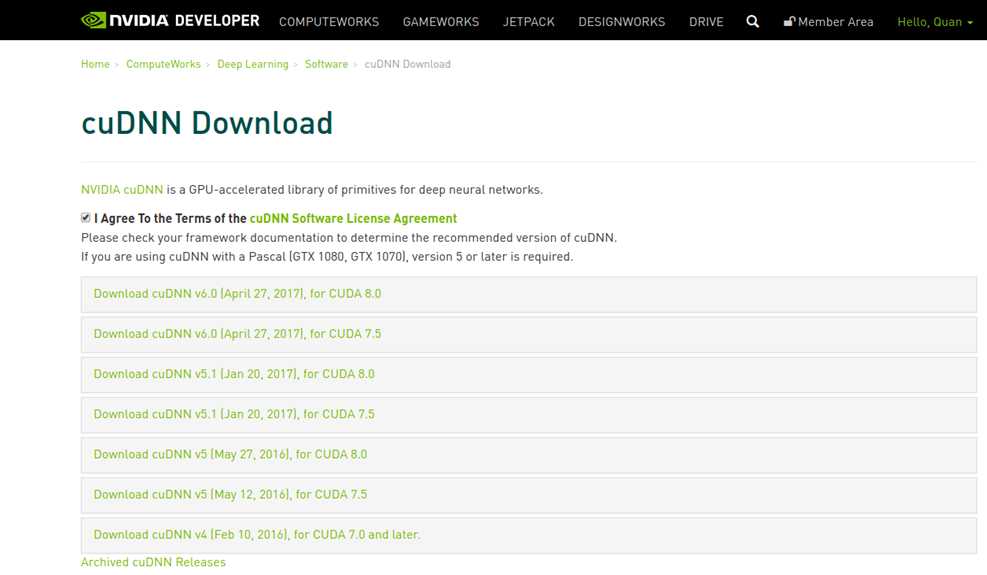 NVIDIA DEVELOPER COMPUTEWORKS GAMEWORKS JETPACK DESIGNWORKS DRIVE Member Area Hello, Quan
Home > ComputeWorks > Deep Learning > Software > cuDNN Download
cuDNN Download
NVIDIA cuDNN is a GPU-accelerated library of primitives for deep neural networks.
I Agree To the Terms of the cuDNN Software License Agreement
Please check your framework documentation to determine the recommended version of cuDNN.
If you are using cuDNN with a Pascal (GTX 1080, GTX 1070), version 5 or later is required.
Download cuDNN v6.0 (April 27, 2017), for CUDA 8.0
Download cuDNN v6.0 (April 27, 2017), for CUDA 7.5
Download cuDNN v5.1 (Jan 20, 2017), for CUDA 8.0
Download cuDNN v5.1 (Jan 20, 2017), for CUDA 7.5
Download cuDNN v5 (May 27, 2016), for CUDA 8.0
Download cuDNN v5 (May 12, 2016), for CUDA 7.5
Download cuDNN v4 (Feb 10, 2016), for CUDA 7.0 and later.
Archived cuDNN Releases